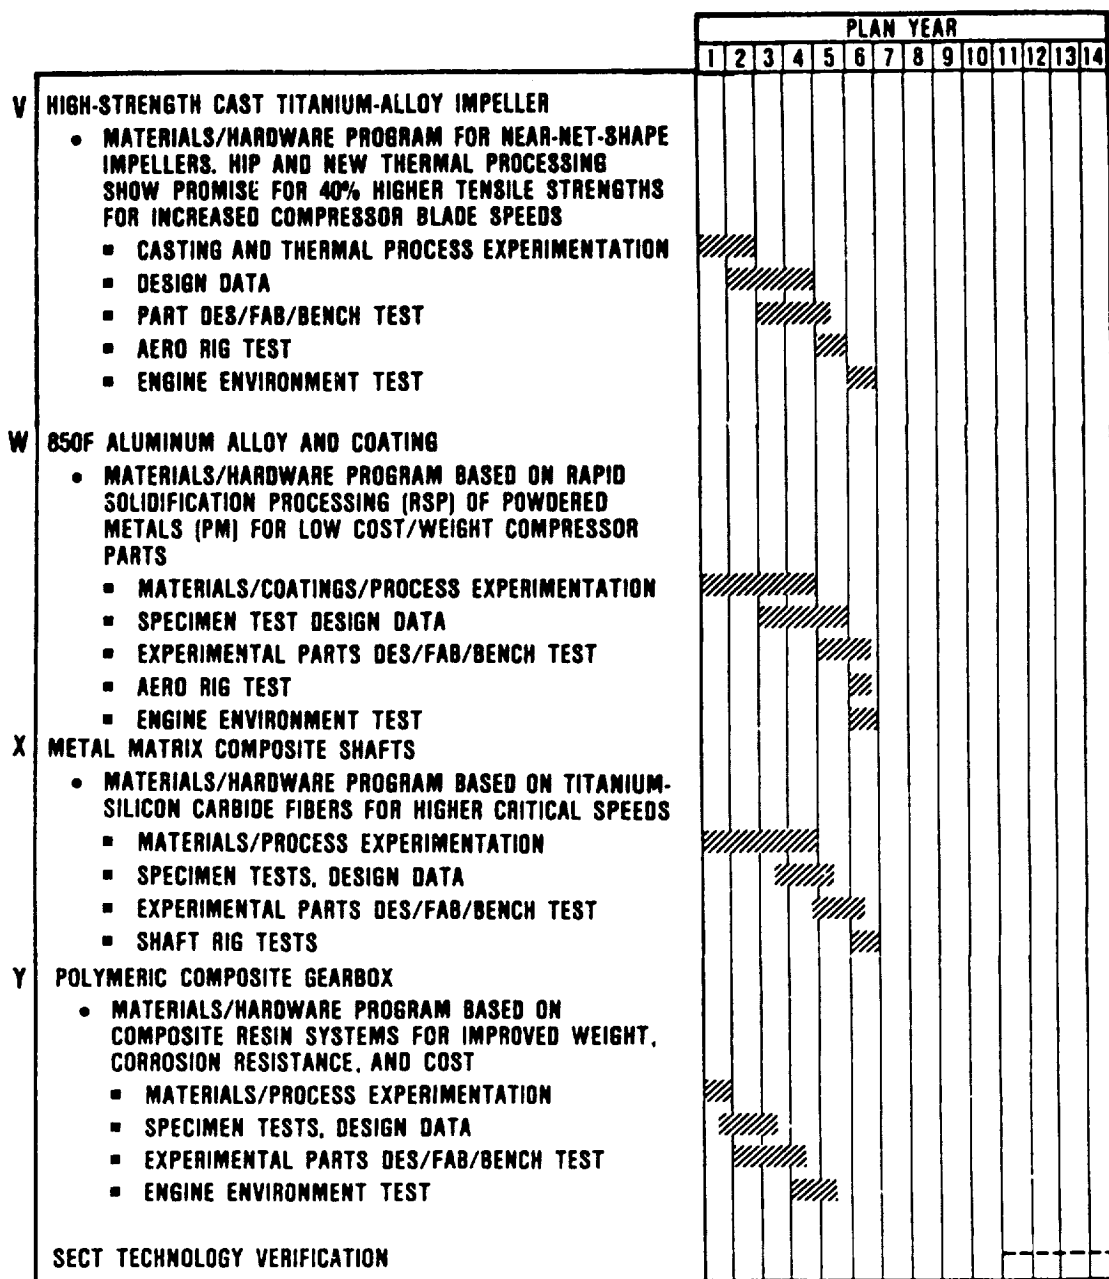 PLAN YEAR
1 2 3 4 5 6 7 8 9 10 11 12 13 14
V HIGH-STRENGTH CAST TITANIUM-ALLOY IMPELLER
• MATERIALS/HARDWARE PROGRAM FOR NEAR-NET-SHAPE
IMPELLERS. HIP AND NEW THERMAL PROCESSING
SHOW PROMISE FOR 40% HIGHER TENSILE STRENGTHS
FOR INCREASED COMPRESSOR BLADE SPEEDS
▪ CASTING AND THERMAL PROCESS EXPERIMENTATION
▪ DESIGN DATA
▪ PART DES/FAB/BENCH TEST
▪ AERO RIG TEST
▪ ENGINE ENVIRONMENT TEST
W 850F ALUMINUM ALLOY AND COATING
• MATERIALS/HARDWARE PROGRAM BASED ON RAPID
SOLIDIFICATION PROCESSING (RSP) OF POWDERED
METALS (PM) FOR LOW COST/WEIGHT COMPRESSOR
PARTS
▪ MATERIALS/COATINGS/PROCESS EXPERIMENTATION
▪ SPECIMEN TEST DESIGN DATA
▪ EXPERIMENTAL PARTS DES/FAB/BENCH TEST
▪ AERO RIG TEST
▪ ENGINE ENVIRONMENT TEST
X METAL MATRIX COMPOSITE SHAFTS
• MATERIALS/HARDWARE PROGRAM BASED ON TITANIUM-
SILICON CARBIDE FIBERS FOR HIGHER CRITICAL SPEEDS
▪ MATERIALS/PROCESS EXPERIMENTATION
▪ SPECIMEN TESTS, DESIGN DATA
▪ EXPERIMENTAL PARTS DES/FAB/BENCH TEST
▪ SHAFT RIG TESTS
Y POLYMERIC COMPOSITE GEARBOX
• MATERIALS/HARDWARE PROGRAM BASED ON
COMPOSITE RESIN SYSTEMS FOR IMPROVED WEIGHT,
CORROSION RESISTANCE, AND COST
▪ MATERIALS/PROCESS EXPERIMENTATION
▪ SPECIMEN TESTS, DESIGN DATA
▪ EXPERIMENTAL PARTS DES/FAB/BENCH TEST
▪ ENGINE ENVIRONMENT TEST
SECT TECHNOLOGY VERIFICATION